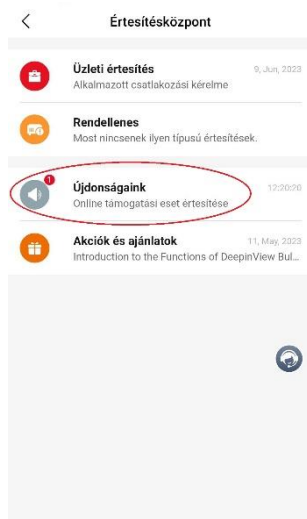 Értesítésközpont
Üzleti értesítés 9, Jun, 2023
Alkalmazott csatlakozási kérelme
Rendellenes
Most nincsenek ilyen típusú értesítések.
1
Újdonságaink 12:20:20
Online támogatási eset értesítése
Akciók és ajánlatok 11, May, 2023
Introduction to the Functions of DeepinView Bul...